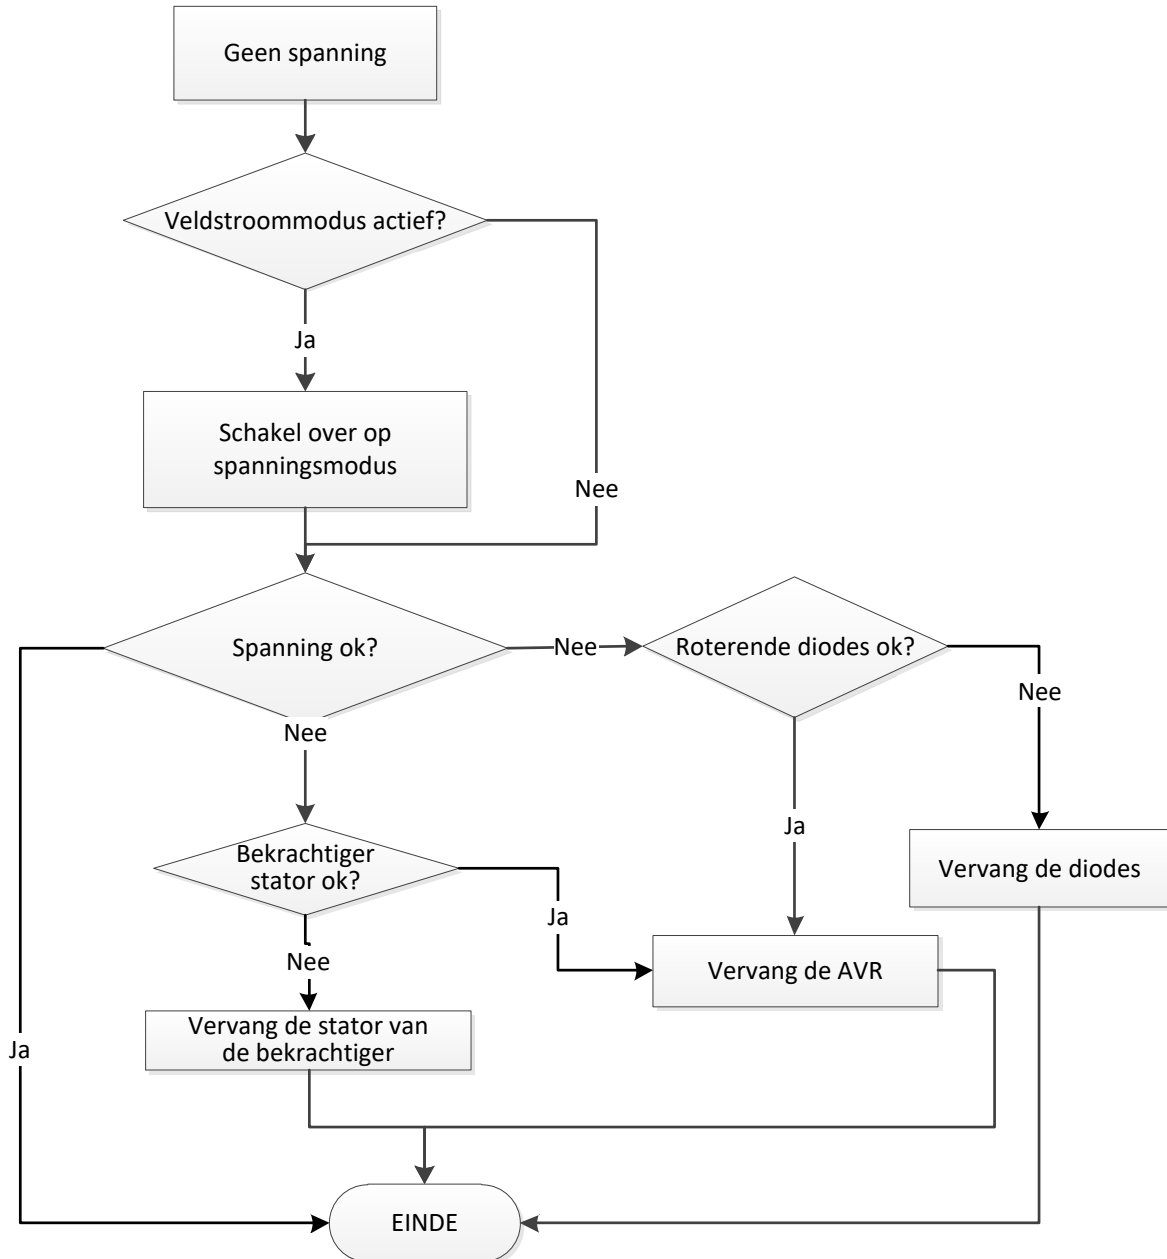 Geen spanning
Veldstroommodus actief?
Ja
Schakel over op
spanningsmodus
Nee
Spanning ok?
Nee
Roterende diodes ok?
Nee
Nee
Ja
Bekrachtiger
stator ok?
Vervang de diodes
Ja
Nee
Vervang de AVR
Vervang de stator van
de bekrachtiger
Ja
EINDE